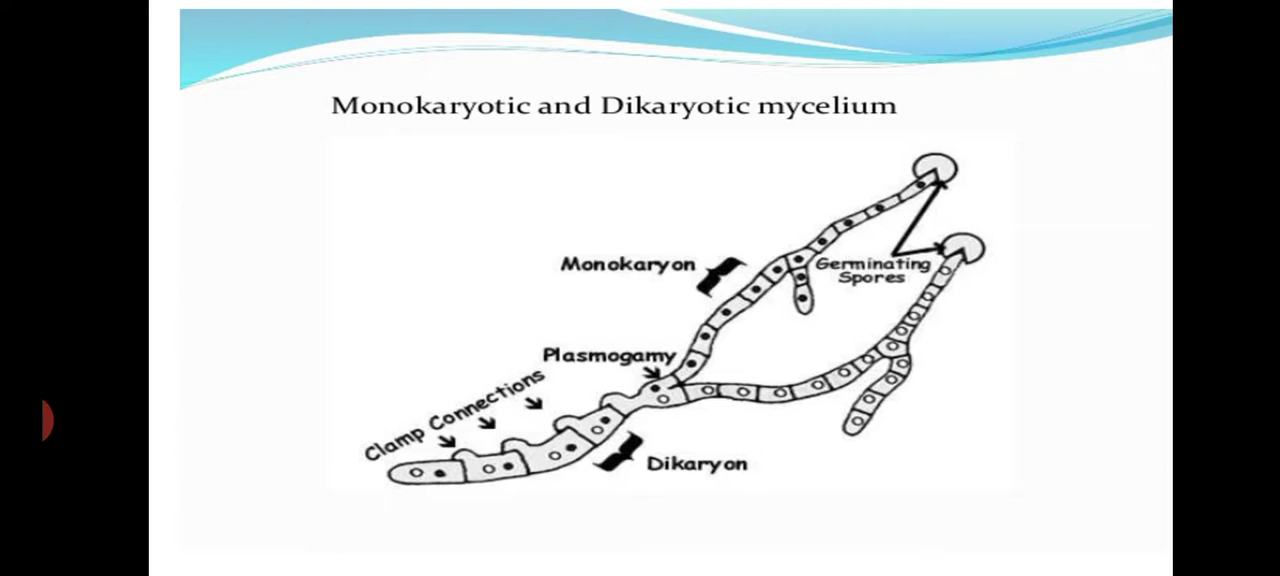 Monokaryotic and Dikaryotic mycelium
Monokaryon
Germinating
Spores
Plasmogamy
Clamp Connections
Dikaryon